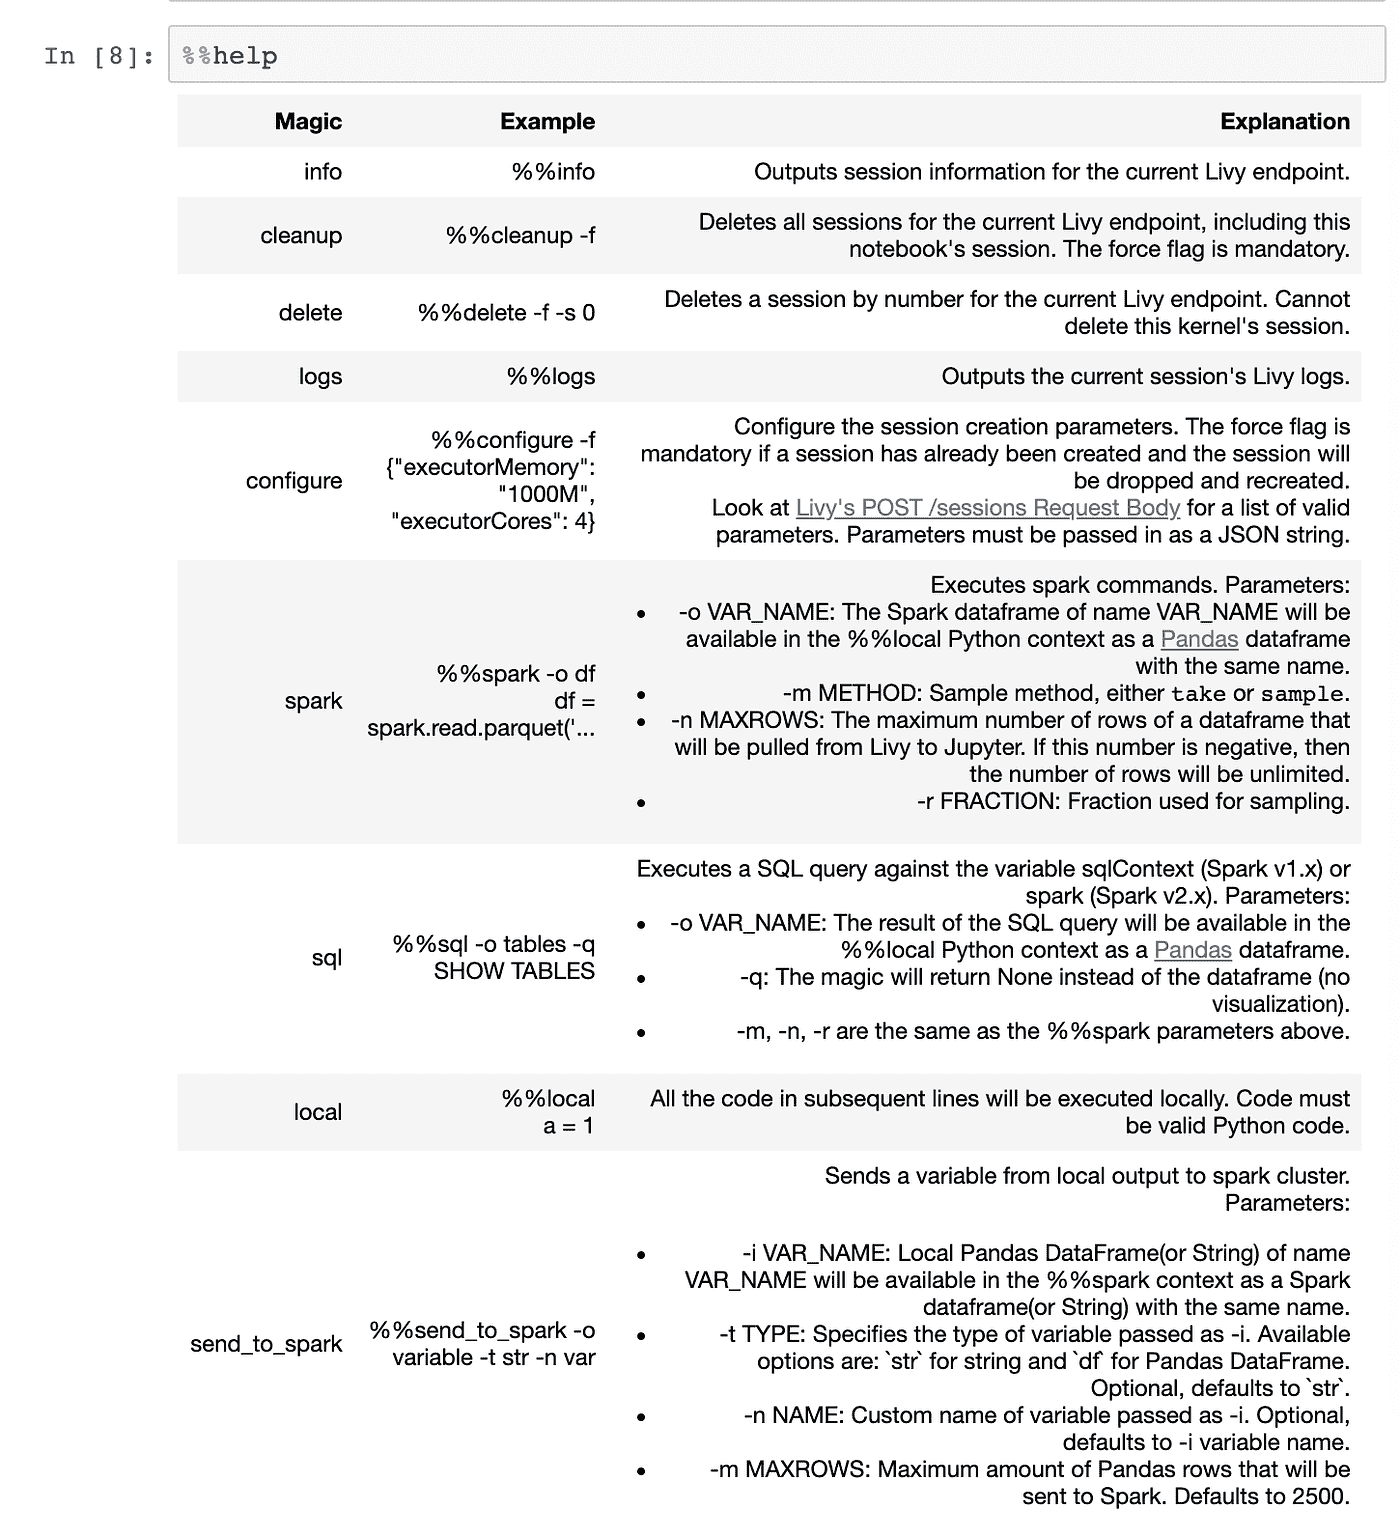 In [8]: %%help
Magic Example Explanation
info %%info Outputs session information for the current Livy endpoint.
cleanup %%cleanup -f Deletes all sessions for the current Livy endpoint, including this
notebook's session. The force flag is mandatory.
delete %%delete -f -s 0 Deletes a session by number for the current Livy endpoint. Cannot
delete this kernel's session.
logs %%logs Outputs the current session's Livy logs.
configure
%%configure -f
{"executorMemory":
"1000M",
"executorCores": 4}
Configure the session creation parameters. The force flag is
mandatory if a session has already been created and the session will
be dropped and recreated.
Look at Livy's POST /sessions Request Body for a list of valid
parameters. Parameters must be passed in as a JSON string.
spark
%%spark -o df
df =
spark.read.parquet('...
Executes spark commands. Parameters:
• -o VAR_NAME: The Spark dataframe of name VAR_NAME will be
available in the %%local Python context as a Pandas dataframe
with the same name.
• -m METHOD: Sample method, either take or sample.
• -n MAXROWS: The maximum number of rows of a dataframe that
will be pulled from Livy to Jupyter. If this number is negative, then
the number of rows will be unlimited.
• -r FRACTION: Fraction used for sampling.
sql
%%sql -o tables -q
SHOW TABLES
Executes a SQL query against the variable sqlContext (Spark v1.x) or
spark (Spark v2.x). Parameters:
• -o VAR_NAME: The result of the SQL query will be available in the
%%local Python context as a Pandas dataframe.
• -q: The magic will return None instead of the dataframe (no
visualization).
• -m, -n, -r are the same as the %%spark parameters above.
local
%%local
a = 1
All the code in subsequent lines will be executed locally. Code must
be valid Python code.
send_to_spark
%%send_to_spark -o
variable -t str -n var
Sends a variable from local output to spark cluster.
Parameters:
• -i VAR_NAME: Local Pandas DataFrame(or String) of name
VAR_NAME will be available in the %%spark context as a Spark
dataframe(or String) with the same name.
• -t TYPE: Specifies the type of variable passed as -i. Available
options are: `str` for string and `df` for Pandas DataFrame.
Optional, defaults to `str`.
• -n NAME: Custom name of variable passed as -i. Optional,
defaults to -i variable name.
• -m MAXROWS: Maximum amount of Pandas rows that will be
sent to Spark. Defaults to 2500.